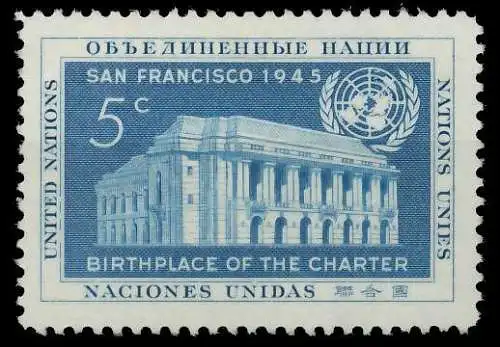 ОБЪЕДИНЕННЫЕ НАЦИИ
SAN FRANCISCO 1945
5c
UNITED NATIONS
NATIONS UNIES
BIRTHPLACE OF THE CHARTER
NACIONES UNIDAS 聯合國